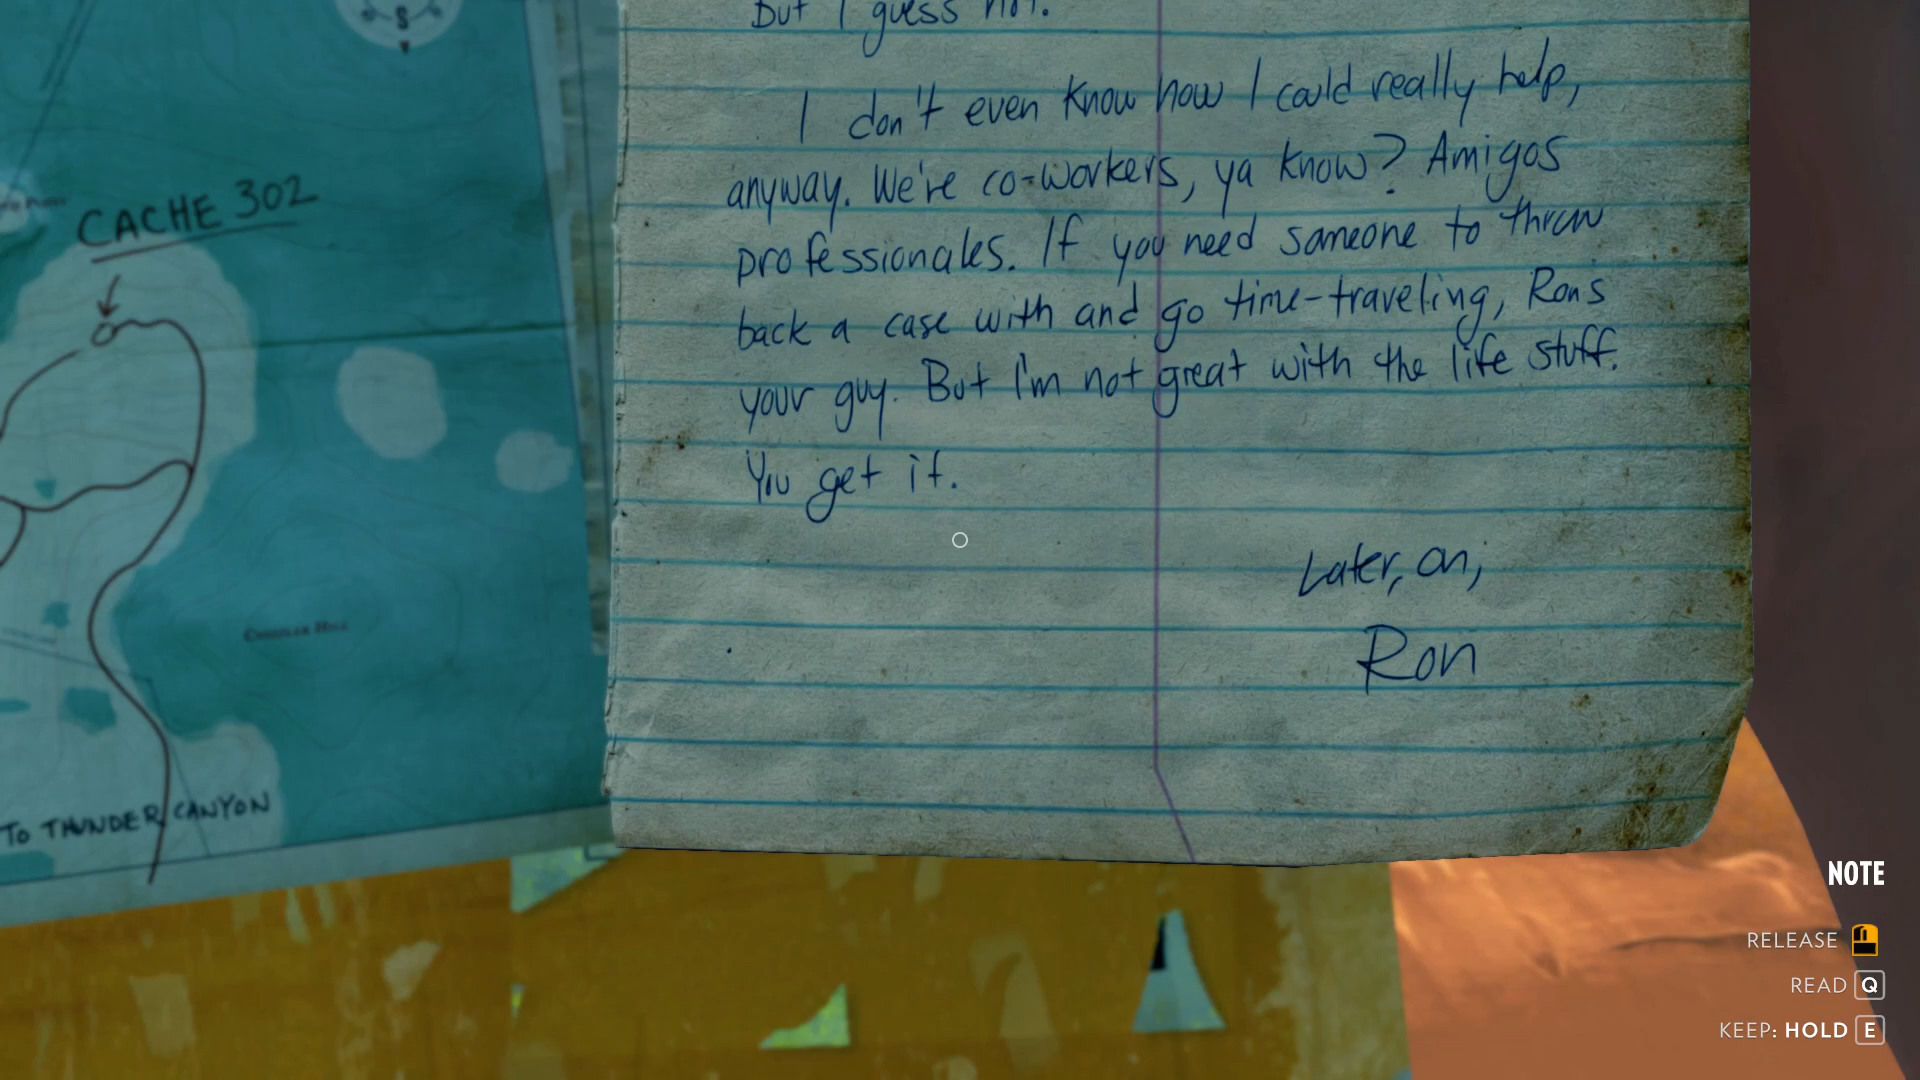 But I guess not.
I don't even know how I could really help,
anyway. We're co-workers, ya know? Amigos
professionales. If you need someone to throw
back a case with and go time-traveling, Ron's
your guy. But I'm not great with the life stuff.
You get it.
Later, on,
Ron
S
CACHE 302
TO THUNDER CANYON
NOTE
RELEASE
READ Q
KEEP: HOLD E